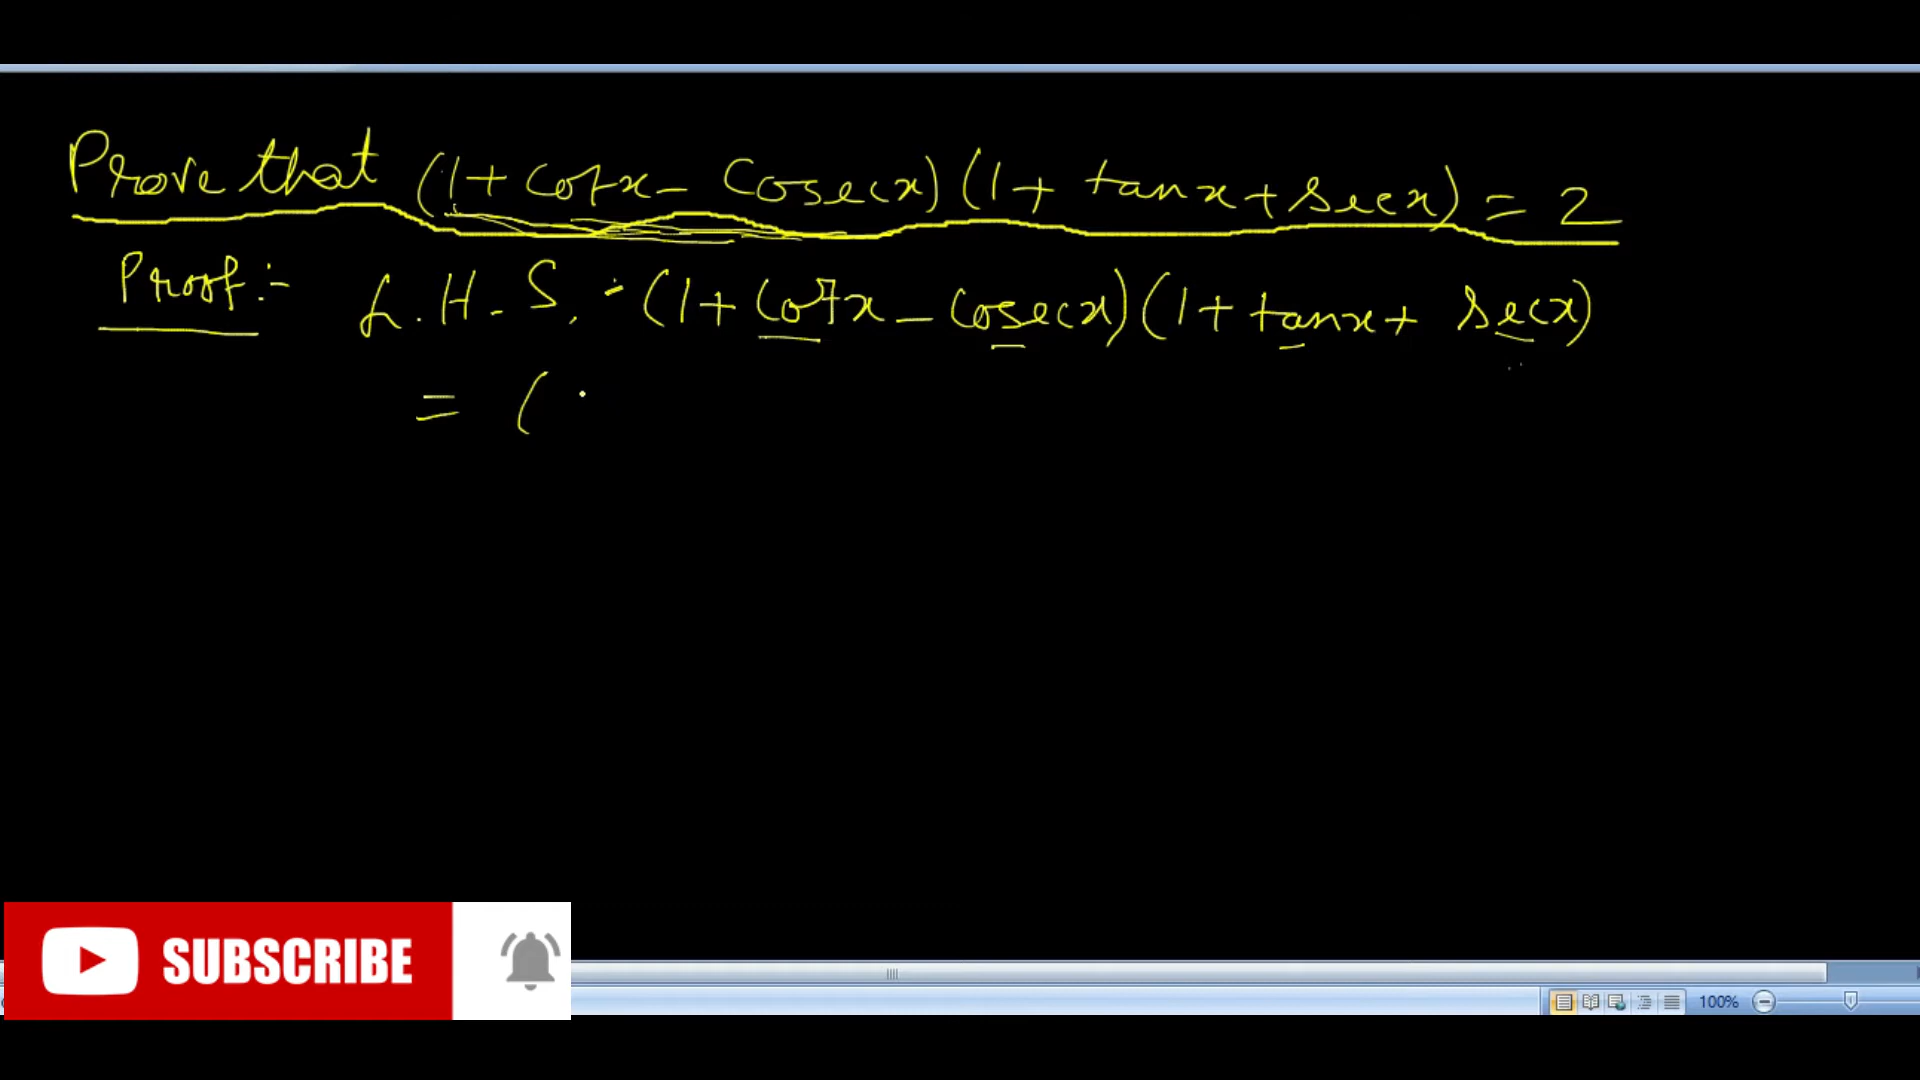 Prove that (1 + cotx - Cosecx) (1 + tanx + secx) = 2
Proof :- L.H.S. = (1 + Cotx - Cosecx) (1 + tanx + secx)
= (
SUBSCRIBE
100%